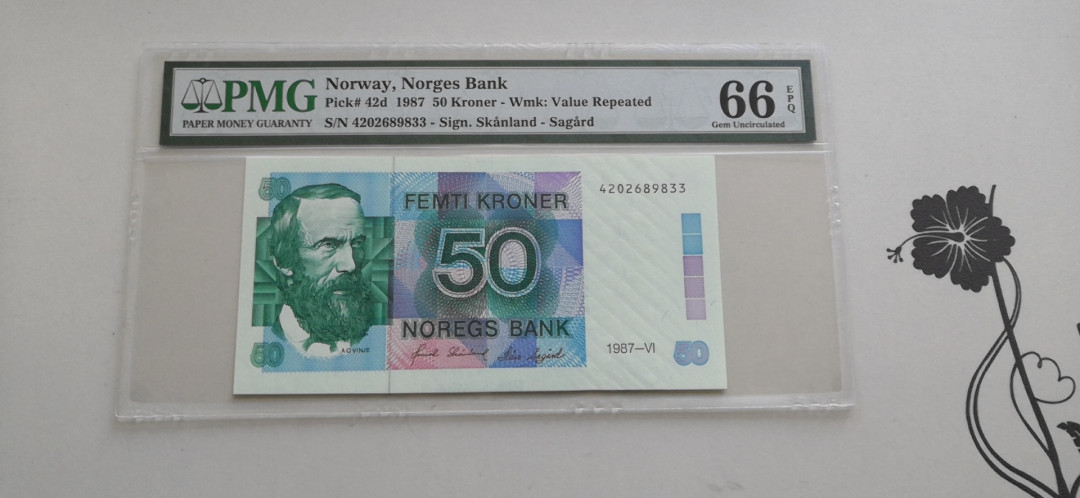 PMG
PAPER MONEY GUARANTY
Norway, Norges Bank
Pick# 42d 1987 50 Kroner - Wmk: Value Repeated
S/N 4202689833 - Sign. Skånland - Sagård
66
EPQ
Gem Uncirculated
50
FEMTI KRONER
4202689833
50
NOREGS BANK
A O VINJE
1987-VI
50
50